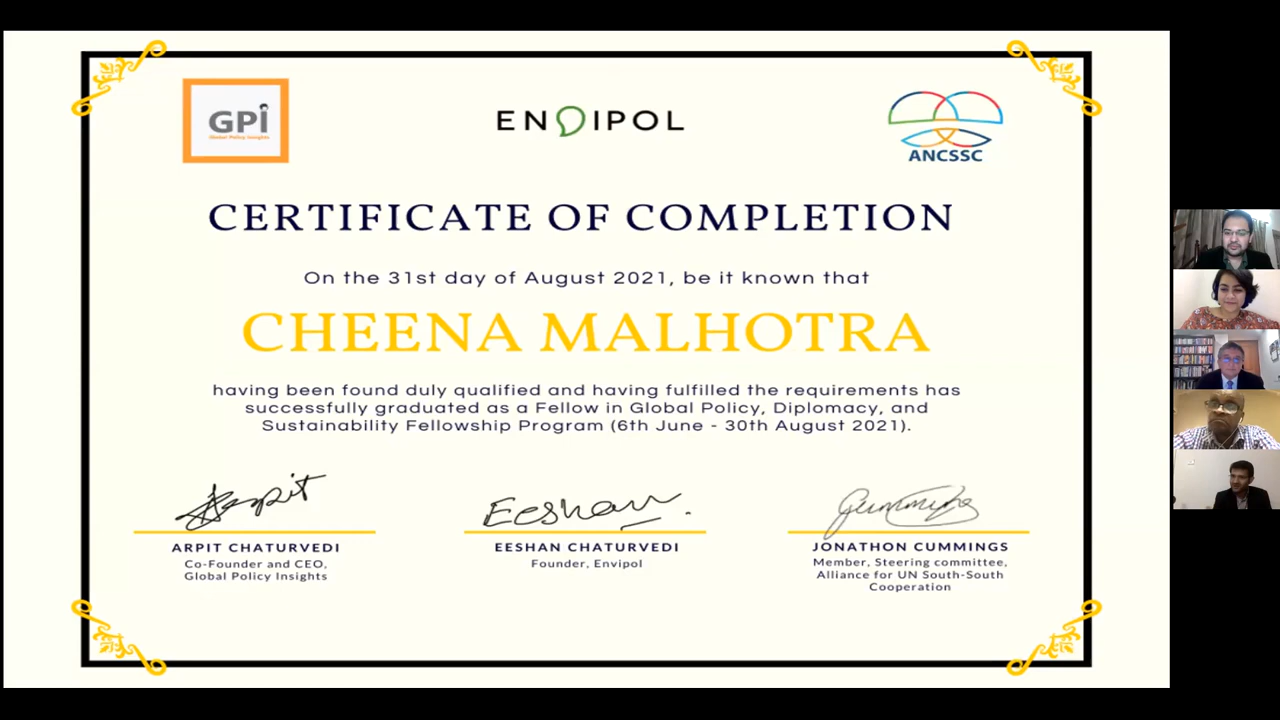 GPi
Global Policy Insights
ENVIPOL
ANCSSC
CERTIFICATE OF COMPLETION
On the 31st day of August 2021, be it known that
CHEENA MALHOTRA
having been found duly qualified and having fulfilled the requirements has
successfully graduated as a Fellow in Global Policy, Diplomacy, and
Sustainability Fellowship Program (6th June - 30th August 2021).
Arpit
Eeshan
Cummings
ARPIT CHATURVEDI
Co-Founder and CEO,
Global Policy Insights
EESHAN CHATURVEDI
Founder, Envipol
JONATHON CUMMINGS
Member, Steering committee,
Alliance for UN South-South
Cooperation